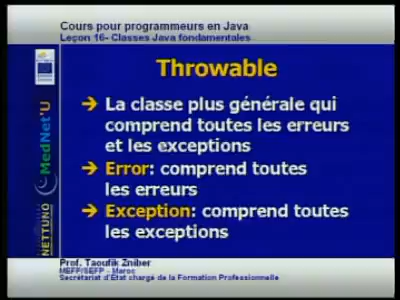 Cours pour programmeurs en Java
Leçon 16- Classes Java fondamentales
Throwable
→ La classe plus générale qui
comprend toutes les erreurs
et les exceptions
→ Error: comprend toutes
les erreurs
→ Exception: comprend toutes
les exceptions
NETTUNO MedNet'U
Prof. Taoufik Zniber
MEFP/SEFP - Maroc
Secrétariat d'Etat chargé de la Formation Professionnelle